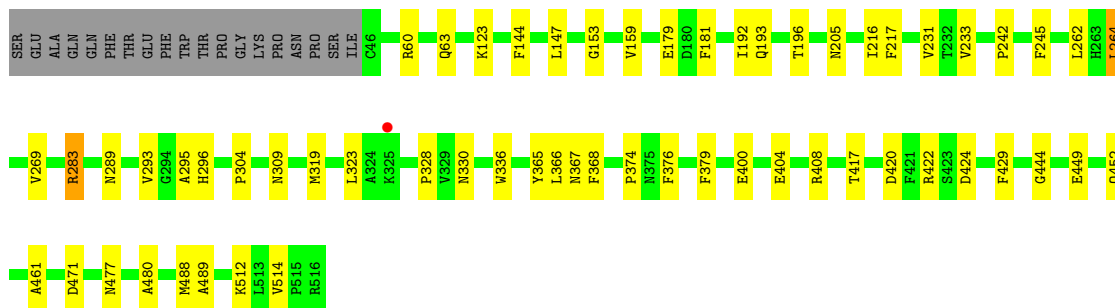 SER GLU ALA GLN GLN PHE THR GLU PHE TRP THR PRO GLY LYS PRO ASN PRO SER ILE C46 R60 Q63 K123 F144 L147 G153 V159 E179 D180 F181 I192 Q193 T196 N205 I216 F217 V231 T232 V233 P242 F245 L262 H263
V269 R283 N289 V293 G294 A295 H296 P304 N309 M319 L323 A324 K325 P328 V329 N330 W336 Y365 L366 N367 F368 P374 N375 F376 F379 E400 E404 R408 T417 D420 F421 R422 S423 D424 F429 G444 E449
A461 D471 N477 A480 M488 A489 K512 L513 V514 P515 R516